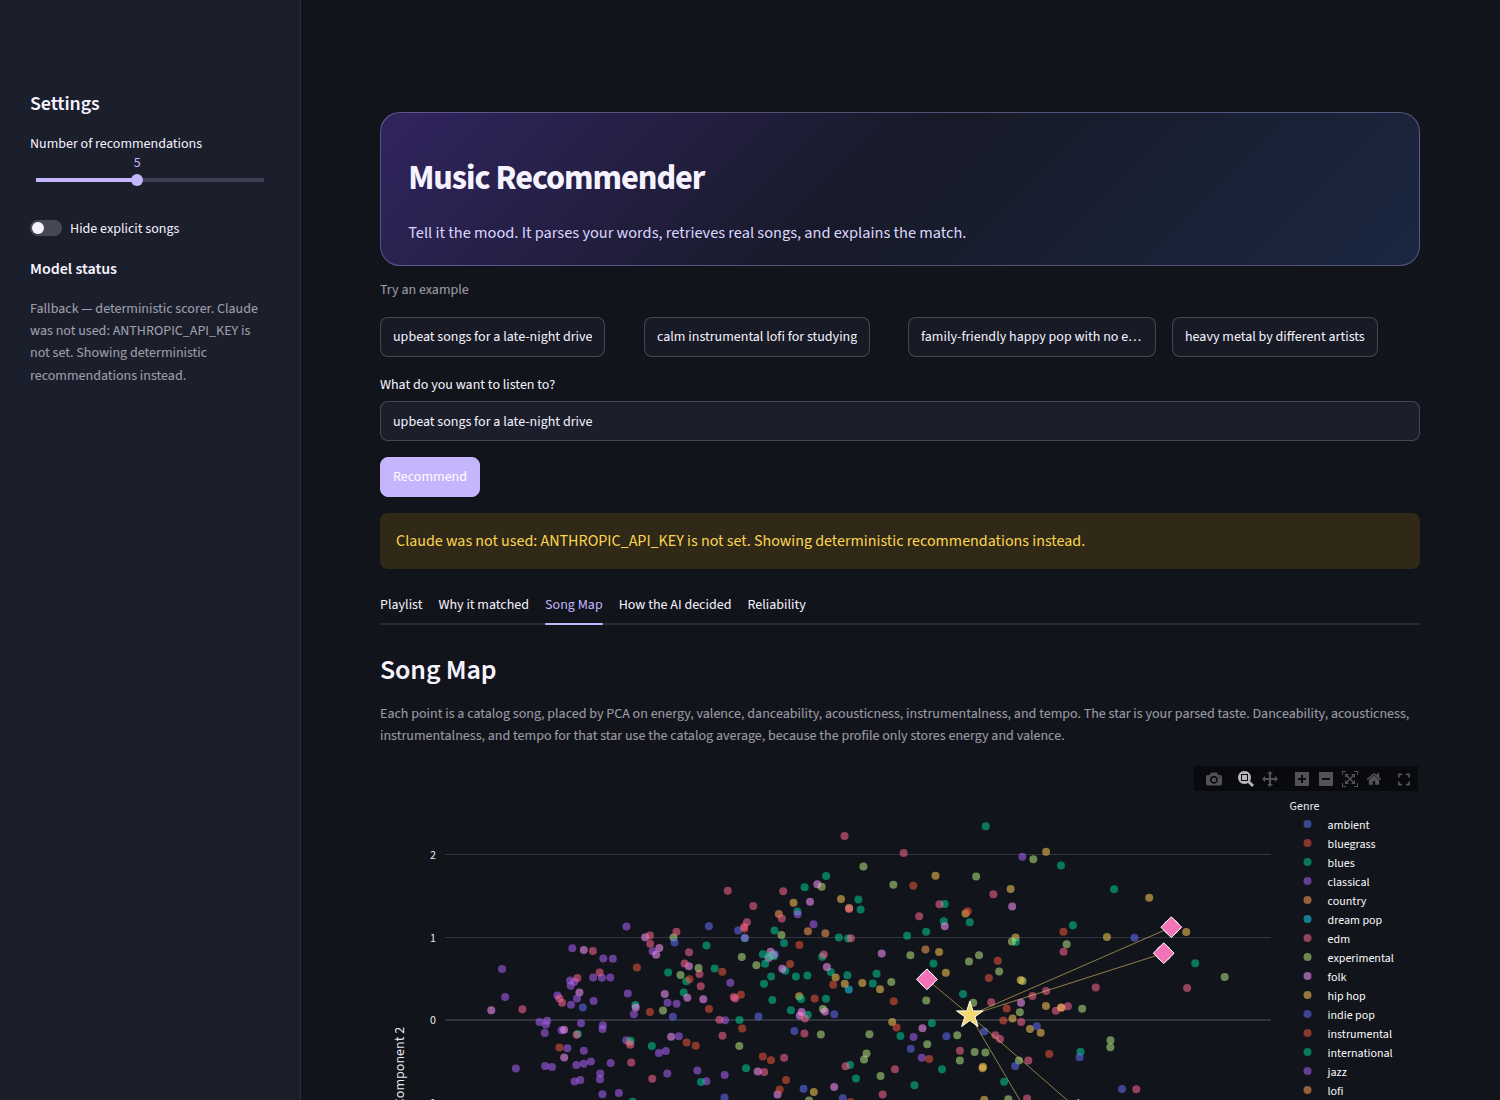 Settings
Number of recommendations
5
Hide explicit songs
Model status
Fallback — deterministic scorer. Claude
was not used: ANTHROPIC_API_KEY is
not set. Showing deterministic
recommendations instead.
Music Recommender
Tell it the mood. It parses your words, retrieves real songs, and explains the match.
Try an example
upbeat songs for a late-night drive
calm instrumental lofi for studying
family-friendly happy pop with no e…
heavy metal by different artists
What do you want to listen to?
upbeat songs for a late-night drive
Recommend
Claude was not used: ANTHROPIC_API_KEY is not set. Showing deterministic recommendations instead.
Playlist Why it matched Song Map How the AI decided Reliability
Song Map
Each point is a catalog song, placed by PCA on energy, valence, danceability, acousticness, instrumentalness, and tempo. The star is your parsed taste. Danceability, acousticness,
instrumentalness, and tempo for that star use the catalog average, because the profile only stores energy and valence.
Genre
ambient
bluegrass
blues
classical
country
dream pop
edm
experimental
folk
hip hop
indie pop
instrumental
international
jazz
lofi
2
1
0
omponent 2